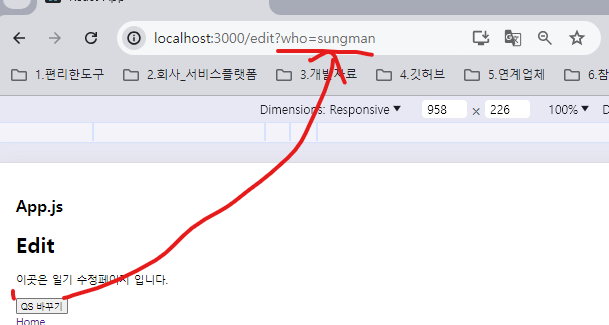 localhost:3000/edit?who=sungman
1.편리한도구 2.회사_서비스플랫폼 3.개발자료 4.깃허브 5.연계업체
Dimensions: Responsive 958 × 226 100%
App.js
Edit
이곳은 일기 수정페이지 입니다.
QS 바꾸기
Home